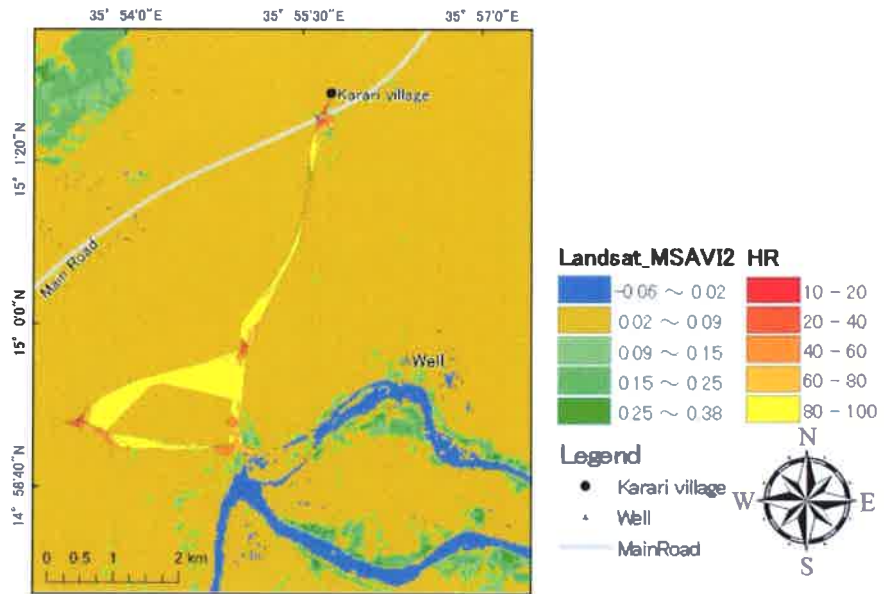 35° 54'0"E
35° 55'30"E
35° 57'0"E
15° 1'20"N
15° 0'0"N
14° 58'40"N
Karari village
Main Road
Well
0 0.5 1 2 km
Landsat_MSAVI2 HR
-0.06 ~ 0.02 10 - 20
0.02 ~ 0.09 20 - 40
0.09 ~ 0.15 40 - 60
0.15 ~ 0.25 60 - 80
0.25 ~ 0.38 80 - 100
Legend
Karari village
Well
MainRoad
N
W E
S